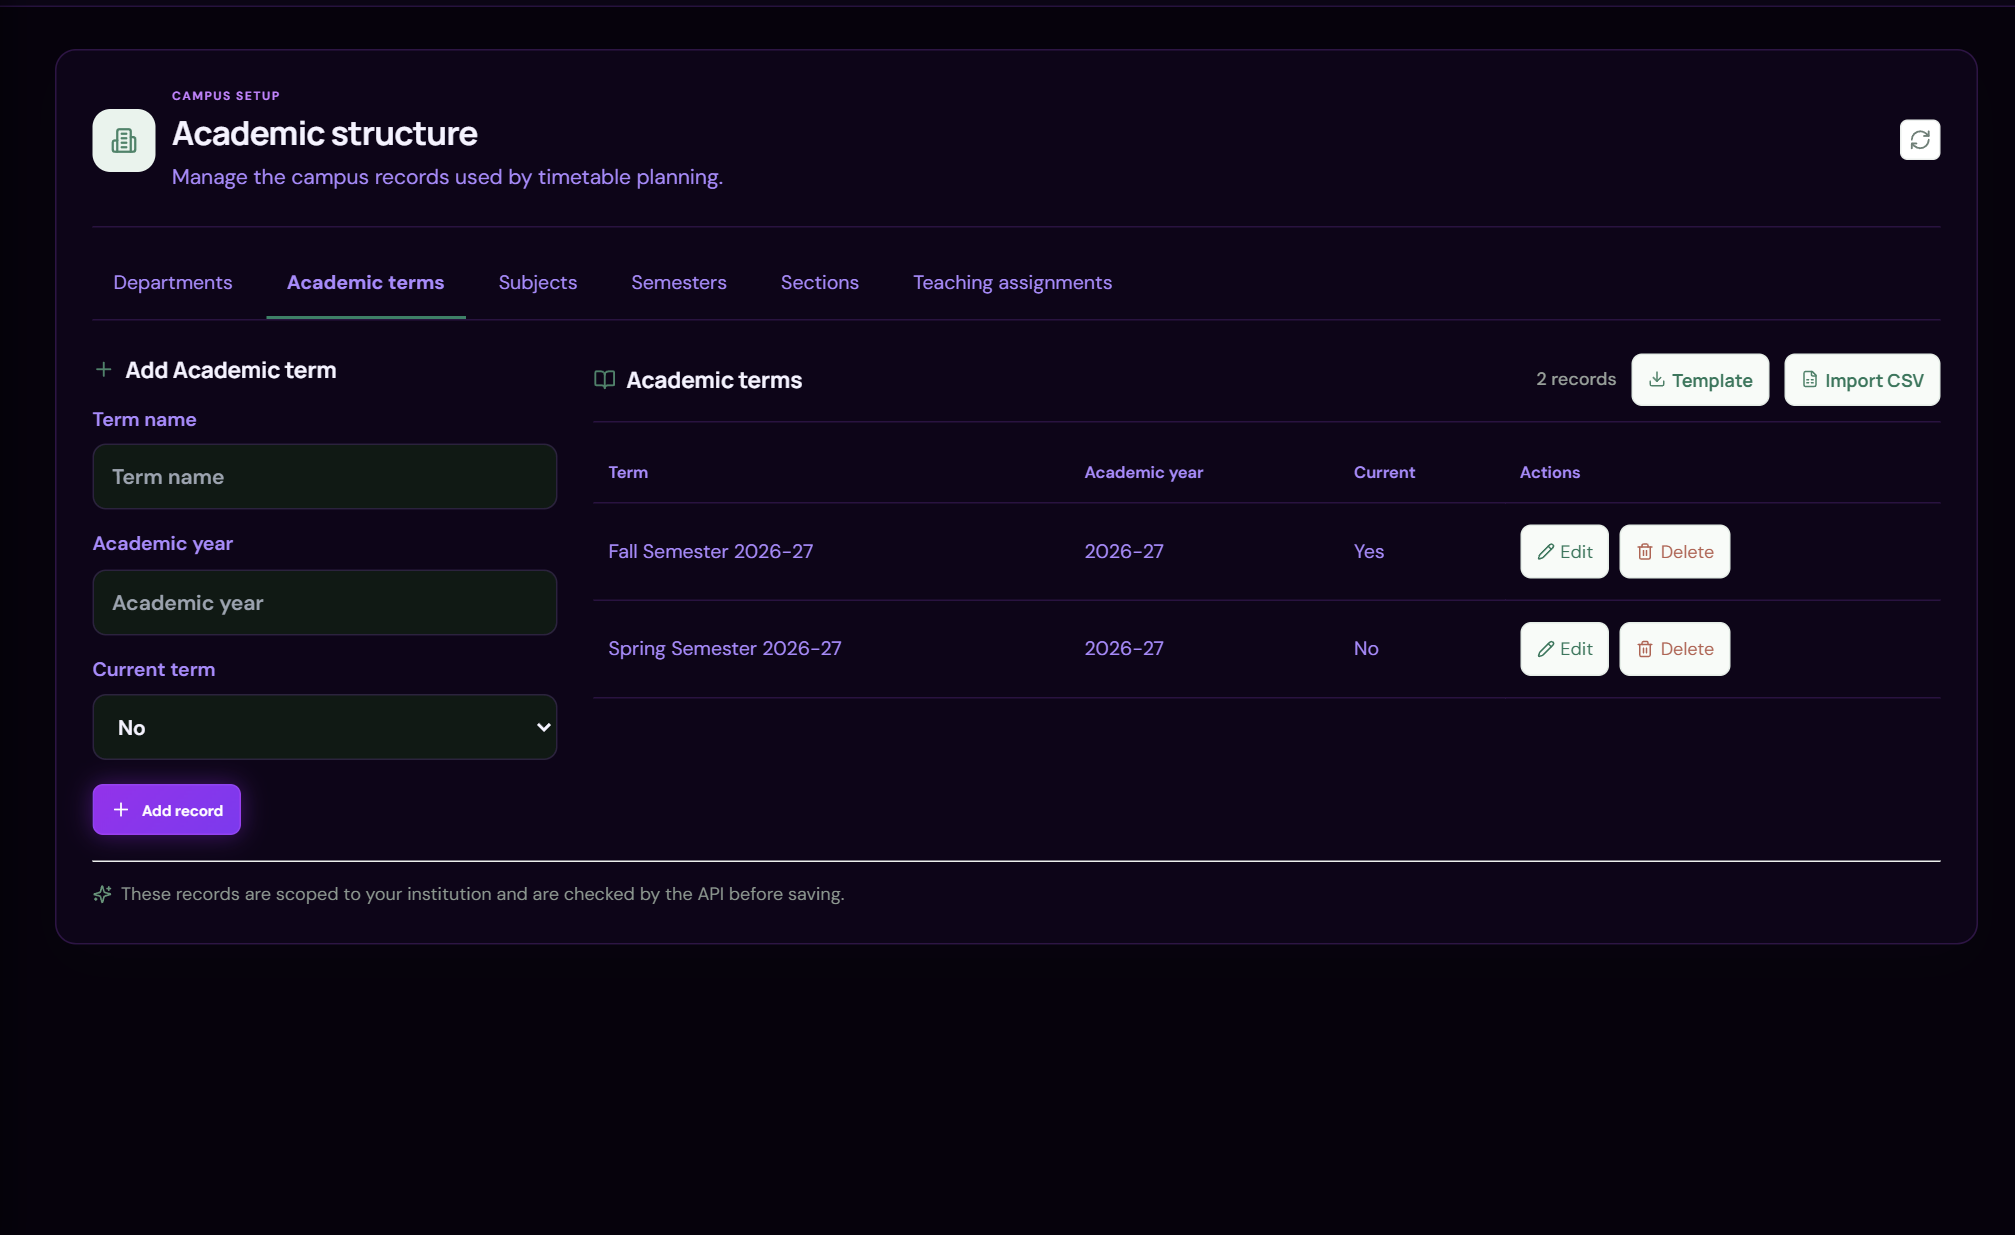 CAMPUS SETUP
Academic structure
Manage the campus records used by timetable planning.
Departments Academic terms Subjects Semesters Sections Teaching assignments
Add Academic term
Term name
Term name
Academic year
Academic year
Current term
No
Add record
Academic terms 2 records Template Import CSV
Term Academic year Current Actions
Fall Semester 2026-27 2026-27 Yes Edit Delete
Spring Semester 2026-27 2026-27 No Edit Delete
These records are scoped to your institution and are checked by the API before saving.